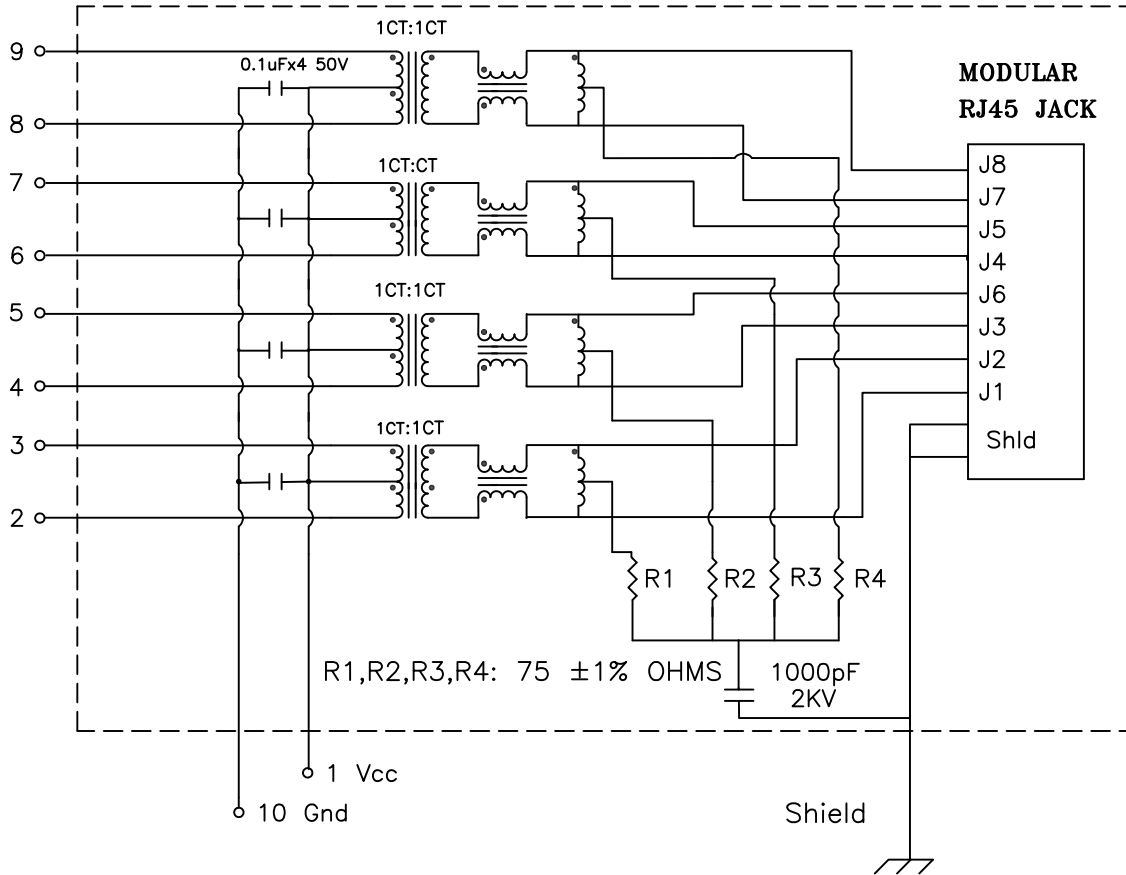 1CT:1CT
9
0.1uFx4 50V
MODULAR
RJ45 JACK
8
1CT:CT
J8
7
J7
J5
6
J4
1CT:1CT
J6
5
J3
J2
4
J1
1CT:1CT
3
Shld
2
R1
R2
R3
R4
R1,R2,R3,R4: 75 ±1% OHMS
1000pF
2KV
1 Vcc
10 Gnd
Shield